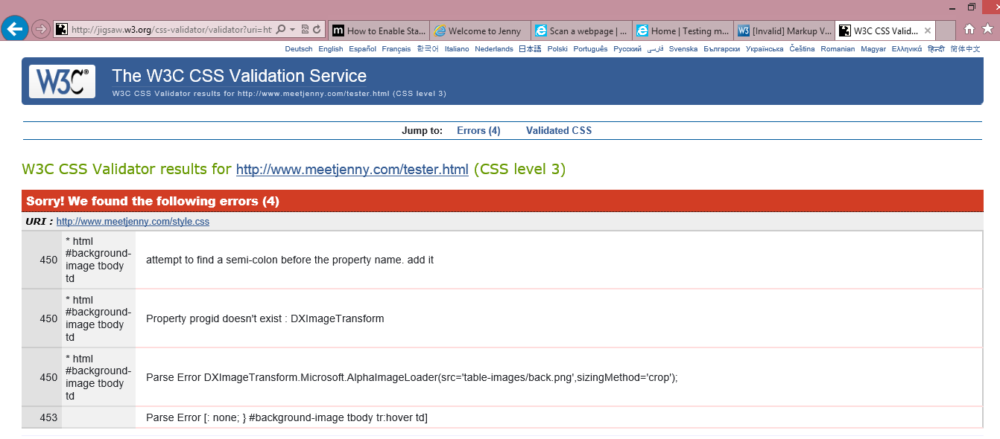 http://jigsaw.w3.org/css-validator/validator?uri=ht
How to Enable Sta...
Welcome to Jenny
Scan a webpage | ...
Home | Testing m...
W3 [Invalid] Markup V...
W3C CSS Valid...
Deutsch English Español Français 한국어 Italiano Nederlands 日本語 Polski Português Русский فارسی Svenska Български Українська Čeština Romanian Magyar Ελληνικά हिन्दी 简体中文
W3C®
The W3C CSS Validation Service
W3C CSS Validator results for http://www.meetjenny.com/tester.html (CSS level 3)
Jump to: Errors (4) Validated CSS
W3C CSS Validator results for http://www.meetjenny.com/tester.html (CSS level 3)
Sorry! We found the following errors (4)
URI : http://www.meetjenny.com/style.css
450
* html
#background-
image tbody
td
attempt to find a semi-colon before the property name. add it
450
* html
#background-
image tbody
td
Property progid doesn't exist : DXImageTransform
450
* html
#background-
image tbody
td
Parse Error DXImageTransform.Microsoft.AlphaImageLoader(src='table-images/back.png',sizingMethod='crop');
453
Parse Error [: none; } #background-image tbody tr:hover td]